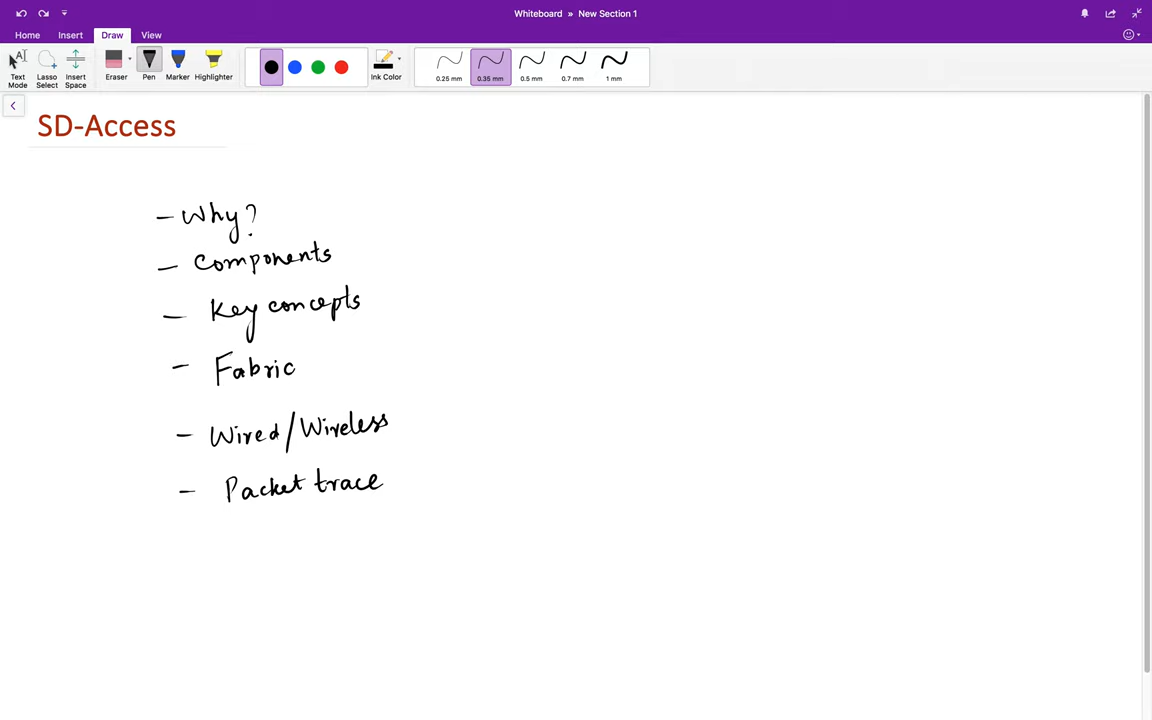 Whiteboard » New Section 1
Home Insert Draw View
Text Mode
Lasso Select
Insert Space
Eraser
Pen
Marker
Highlighter
Ink Color
0.25 mm
0.35 mm
0.5 mm
0.7 mm
1 mm
SD-Access
- Why?
- Components
- Key concepts
- Fabric
- Wired/Wireless
- Packet trace